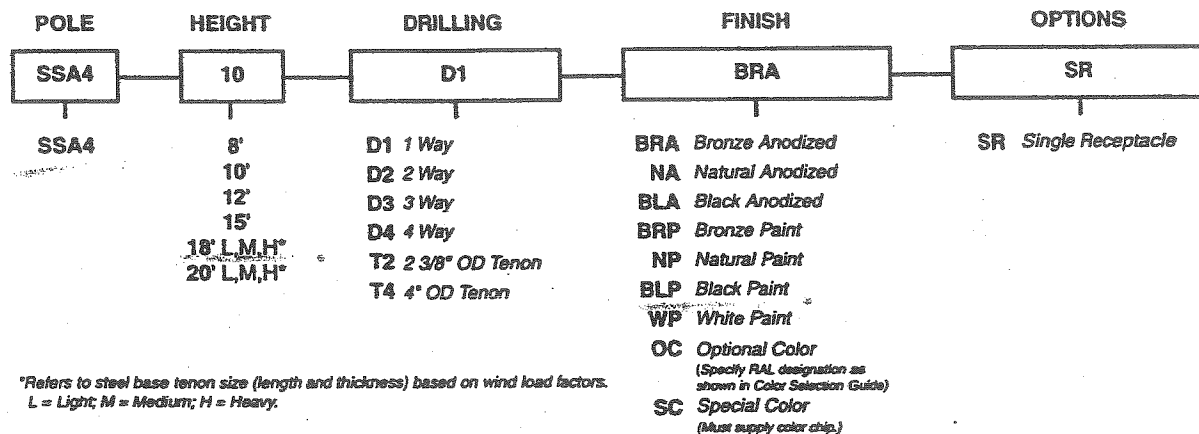 POLE HEIGHT DRILLING FINISH OPTIONS
SSA4 10 D1 BRA SR
SSA4
8'
10'
12'
15'
18' L,M,H*
20' L,M,H*
D1 1 Way
D2 2 Way
D3 3 Way
D4 4 Way
T2 2 3/8" OD Tenon
T4 4" OD Tenon
BRA Bronze Anodized
NA Natural Anodized
BLA Black Anodized
BRP Bronze Paint
NP Natural Paint
BLP Black Paint
WP White Paint
OC Optional Color
(Specify RAL designation as
shown in Color Selection Guide)
SC Special Color
(Must supply color chip.)
SR Single Receptacle
*Refers to steel base tenon size (length and thickness) based on wind load factors.
L = Light; M = Medium; H = Heavy.